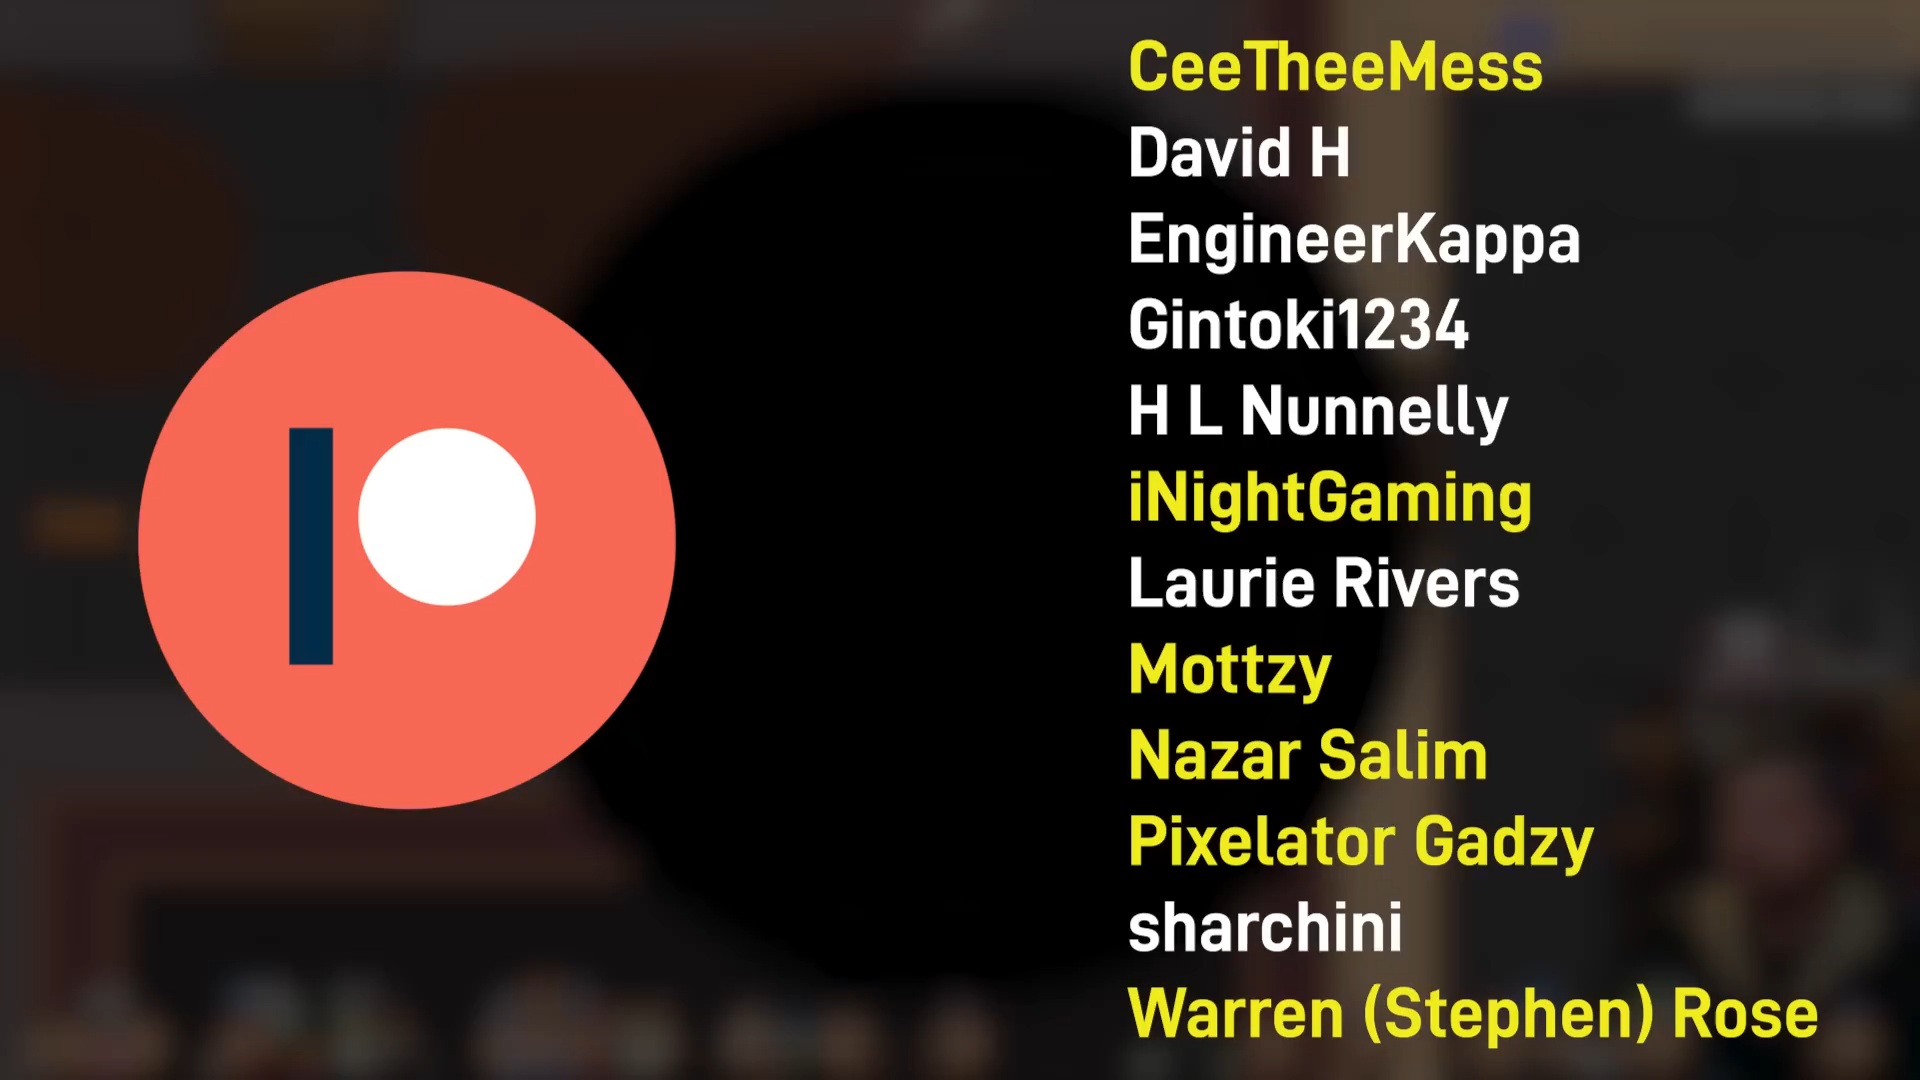 CeeTheeMess
David H
EngineerKappa
Gintoki1234
H L Nunnelly
iNightGaming
Laurie Rivers
Mottzy
Nazar Salim
Pixelator Gadzy
sharchini
Warren (Stephen) Rose